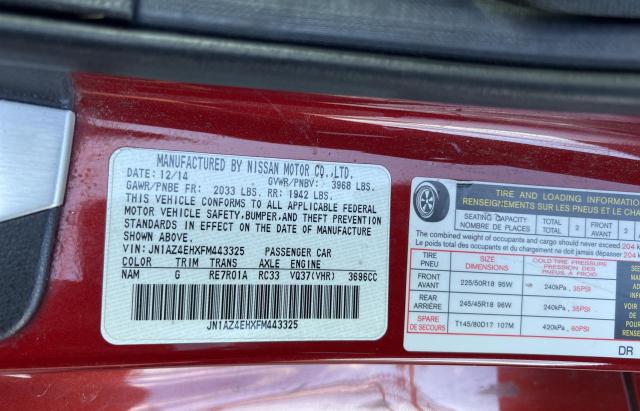 MANUFACTURED BY NISSAN MOTOR CO.,LTD.
DATE: 12/14 GVWR/PNBV: 3968 LBS.
GAWR/PNBE FR: 2033 LBS. RR: 1942 LBS.
THIS VEHICLE CONFORMS TO ALL APPLICABLE FEDERAL
MOTOR VEHICLE SAFETY, BUMPER, AND THEFT PREVENTION
STANDARDS IN EFFECT ON THE DATE OF MANUFACTURE
SHOWN ABOVE.
VIN: JN1AZ4EHXFM443325 PASSENGER CAR
COLOR TRIM TRANS AXLE ENGINE
NAM G RE7R01A RC33 VQ37(VHR) 3696CC
JN1AZ4EHXFM443325
TIRE AND LOADING INFORMATION
RENSEIGNEMENTS SUR LES PNEUS ET LE
SEATING CAPACITY TOTAL FRONT
NOMBRE DE PLACES TOTAL 2 AVANT 2
The combined weight of occupants and cargo should never exceed 204
Le poids total des occupants et du chargement ne doit jamais dépasser 204
TIRE SIZE COLD TIRE PRESSURE
PNEU DIMENSIONS
FRONT 225/50R18 95W 240kPa, 35PSI
AVANT
REAR 245/45R18 96W 240kPa, 35PSI
ARRIÈRE
SPARE T145/80D17 107M 420kPa, 60PSI
DE SECOURS
DR